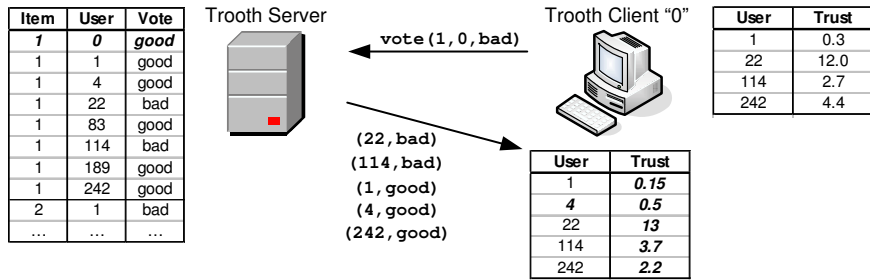 Item User Vote
1 0 good
1 1 good
1 4 good
1 22 bad
1 83 good
1 114 bad
1 189 good
1 242 good
2 1 bad
… … …
Trooth Server
Trooth Client “0”
vote(1,0,bad)
User Trust
1 0.3
22 12.0
114 2.7
242 4.4
(22,bad)
(114,bad)
(1,good)
(4,good)
(242,good)
User Trust
1 0.15
4 0.5
22 13
114 3.7
242 2.2